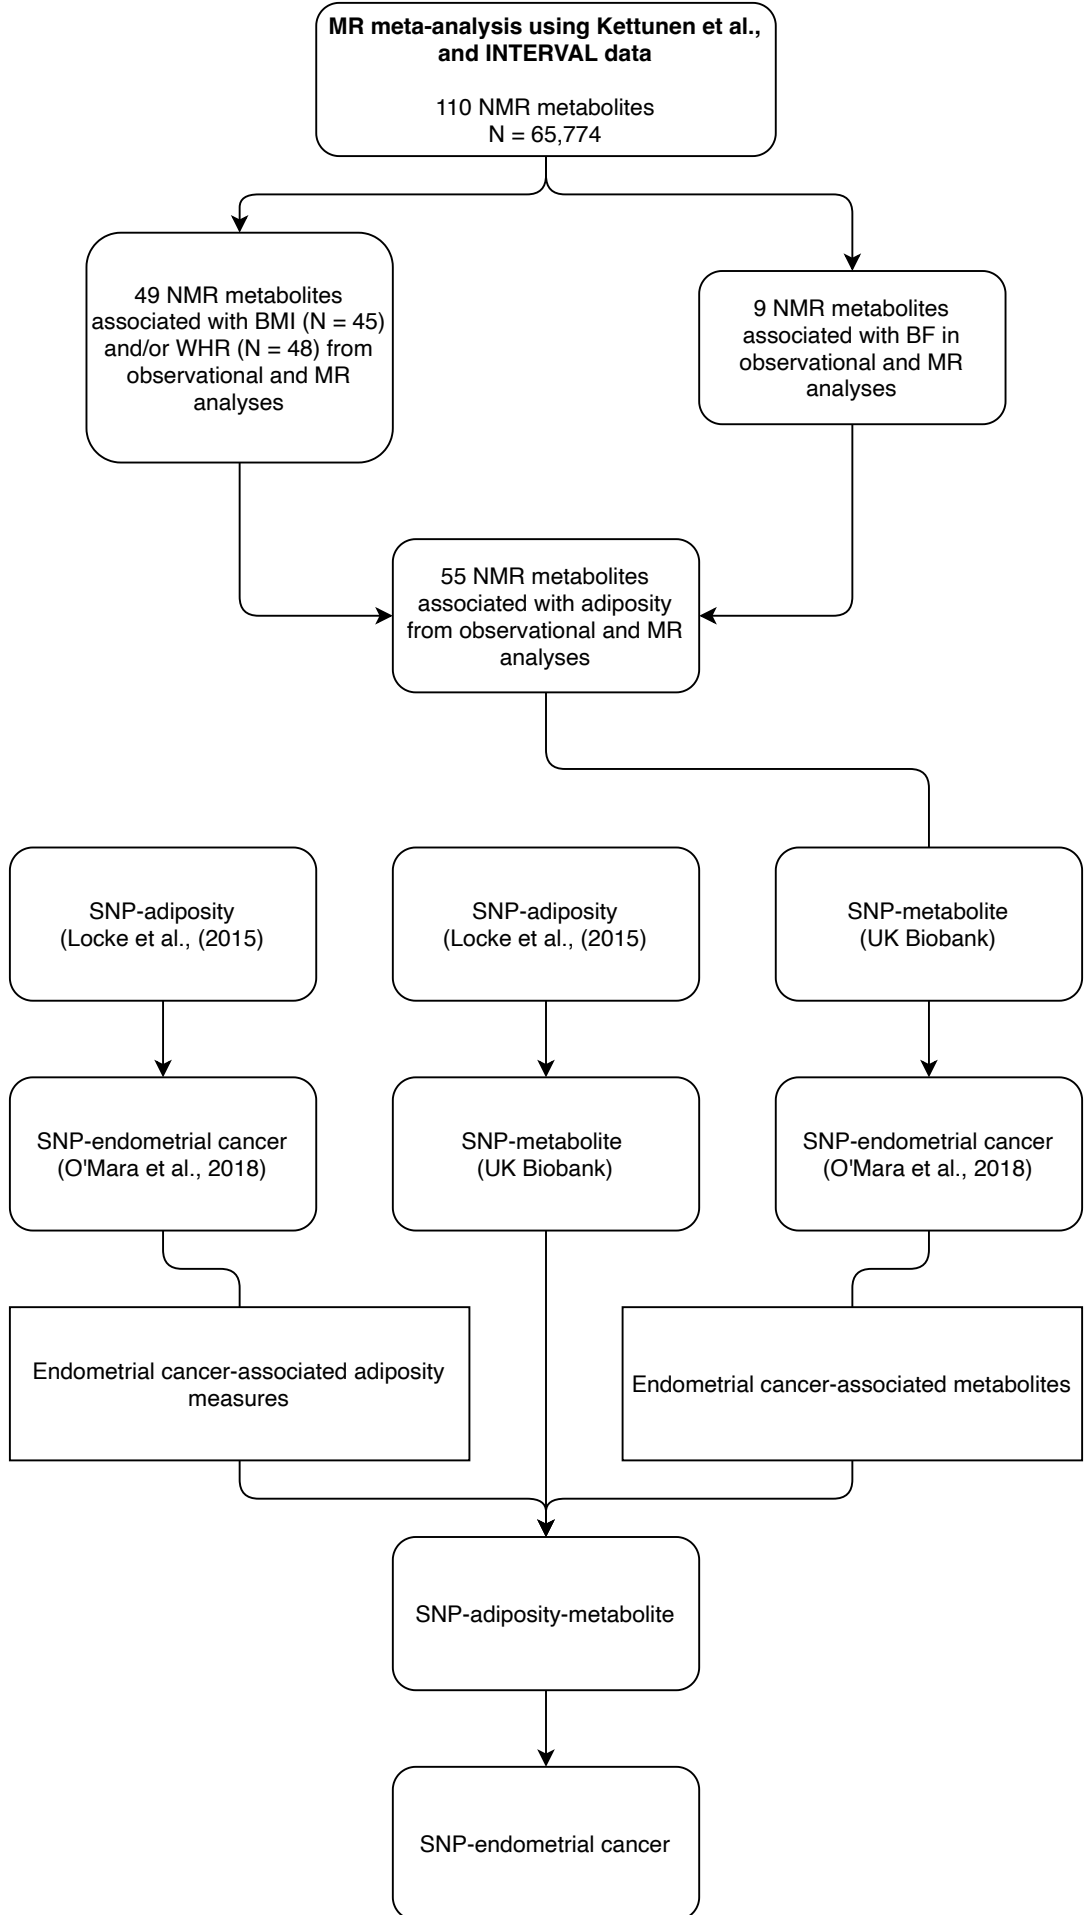 MR meta-analysis using Kettunen et al.,
and INTERVAL data
110 NMR metabolites
N = 65,774
49 NMR metabolites
associated with BMI (N = 45)
and/or WHR (N = 48) from
observational and MR
analyses
9 NMR metabolites
associated with BF in
observational and MR
analyses
55 NMR metabolites
associated with adiposity
from observational and MR
analyses
SNP-adiposity
(Locke et al., (2015)
SNP-adiposity
(Locke et al., (2015)
SNP-metabolite
(UK Biobank)
SNP-endometrial cancer
(O'Mara et al., 2018)
SNP-metabolite
(UK Biobank)
SNP-endometrial cancer
(O'Mara et al., 2018)
Endometrial cancer-associated adiposity
measures
Endometrial cancer-associated metabolites
SNP-adiposity-metabolite
SNP-endometrial cancer